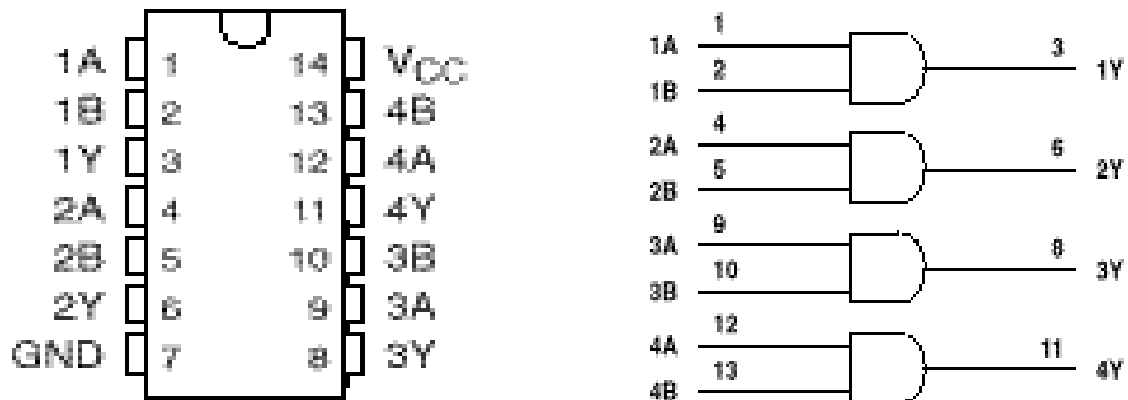 1A 1 14 VCC
1B 2 13 4B
1Y 3 12 4A
2A 4 11 4Y
2B 5 10 3B
2Y 6 9 3A
GND 7 8 3Y
1
1A 3
2 1Y
1B
4
2A 6
5 2Y
2B
9
3A 8
10 3Y
3B
12
4A 11
13 4Y
4B